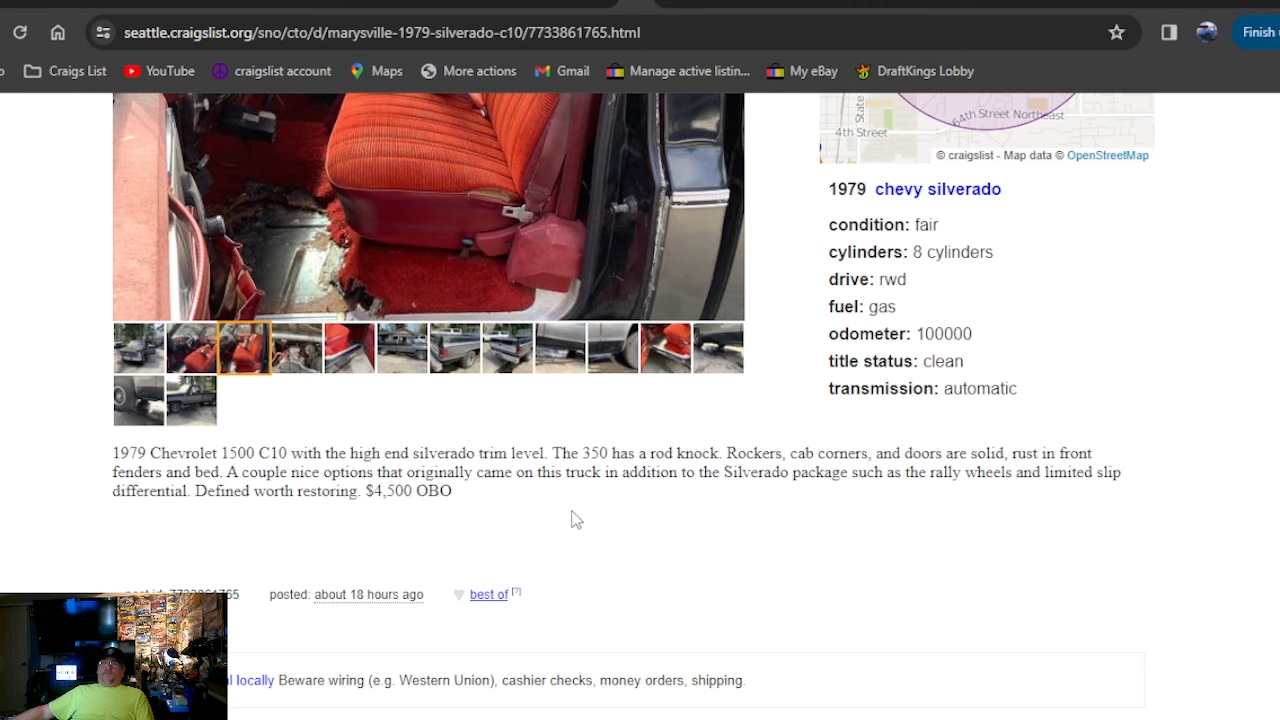 seattle.craigslist.org/sno/cto/d/marysville-1979-silverado-c10/7733861765.html
Finish
Craigs List YouTube craigslist account Maps More actions Gmail Manage active listin... My eBay DraftKings Lobby
State
64th Street Northeast
4th Street
© craigslist - Map data © OpenStreetMap
1979 chevy silverado
condition: fair
cylinders: 8 cylinders
drive: rwd
fuel: gas
odometer: 100000
title status: clean
transmission: automatic
1979 Chevrolet 1500 C10 with the high end silverado trim level. The 350 has a rod knock. Rockers, cab corners, and doors are solid, rust in front
fenders and bed. A couple nice options that originally came on this truck in addition to the Silverado package such as the rally wheels and limited slip
differential. Defined worth restoring. $4,500 OBO
posted: about 18 hours ago best of [?]
locally Beware wiring (e.g. Western Union), cashier checks, money orders, shipping.